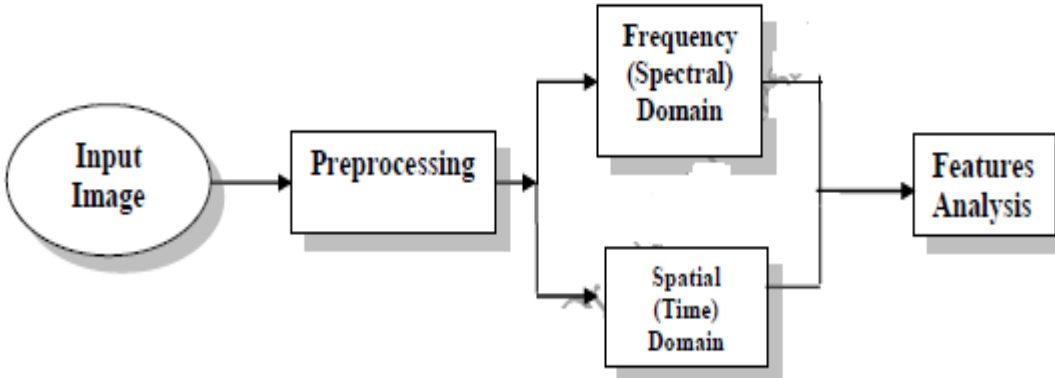 Input
Image
Preprocessing
Frequency
(Spectral)
Domain
Spatial
(Time)
Domain
Features
Analysis